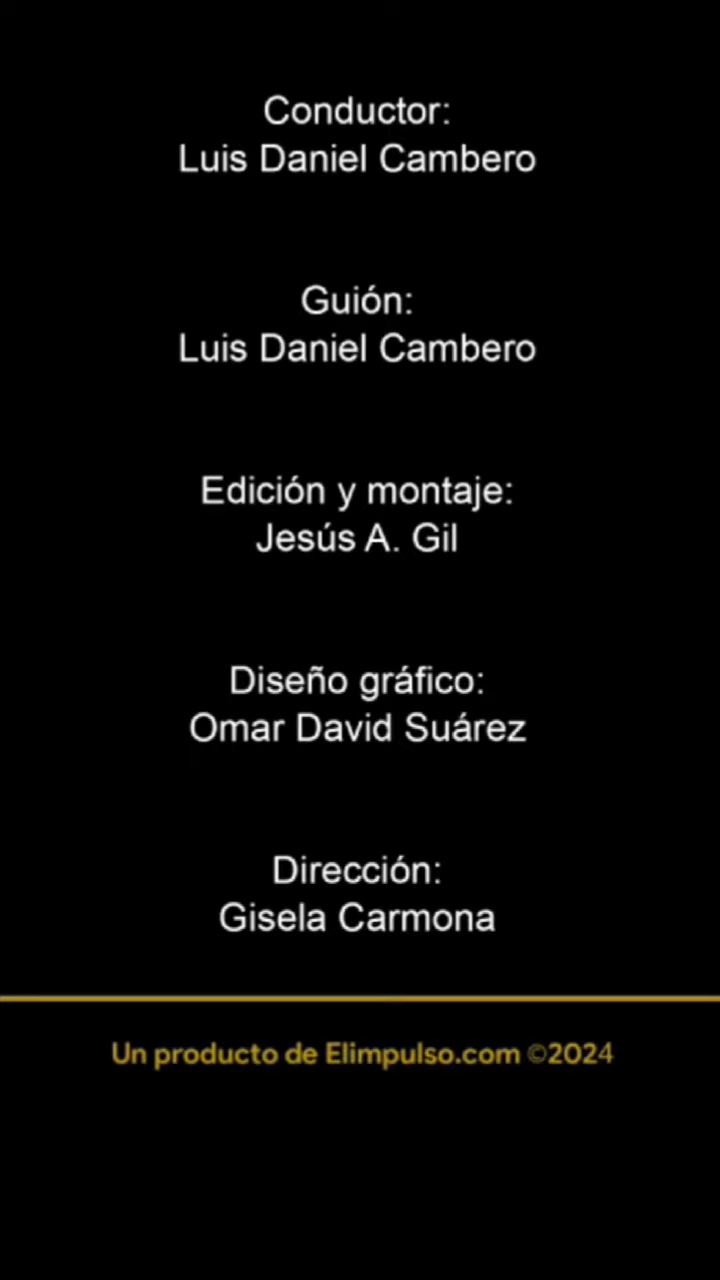 Conductor:
Luis Daniel Cambero
Guión:
Luis Daniel Cambero
Edición y montaje:
Jesús A. Gil
Diseño gráfico:
Omar David Suárez
Dirección:
Gisela Carmona
Un producto de Elimpulso.com ©2024